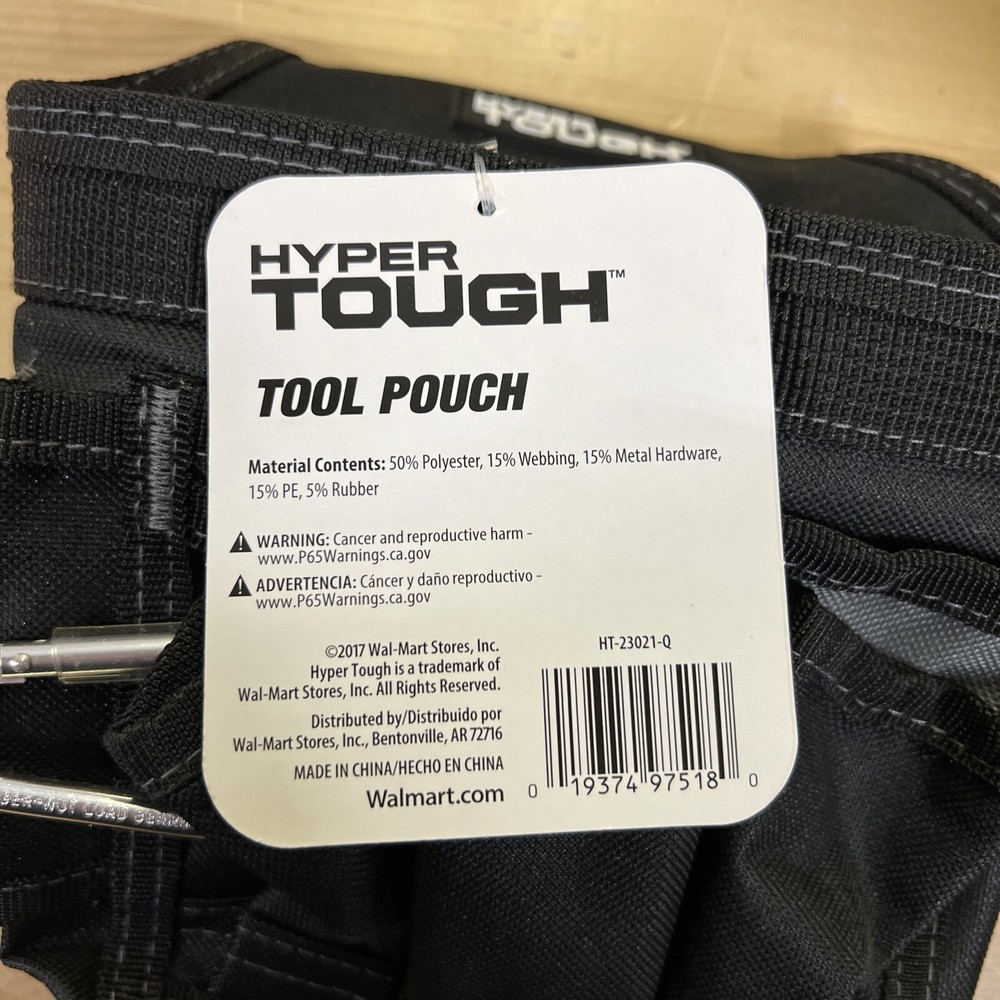 TOUGH
HYPER
TOUGH™
TOOL POUCH
Material Contents: 50% Polyester, 15% Webbing, 15% Metal Hardware,
15% PE, 5% Rubber
WARNING: Cancer and reproductive harm -
www.P65Warnings.ca.gov
ADVERTENCIA: Cáncer y daño reproductivo -
www.P65Warnings.ca.gov
©2017 Wal-Mart Stores, Inc.
Hyper Tough is a trademark of
Wal-Mart Stores, Inc. All Rights Reserved.
Distributed by/Distribuido por
Wal-Mart Stores, Inc., Bentonville, AR 72716
MADE IN CHINA/HECHO EN CHINA
Walmart.com
HT-23021-Q
0 19374 97518 0
NOT LOAD